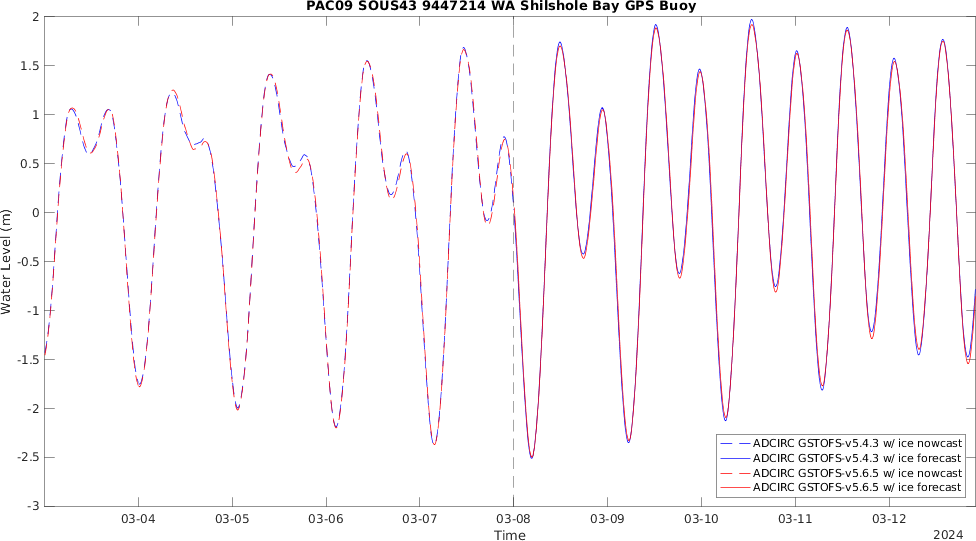 PAC09 SOUS43 9447214 WA Shilshole Bay GPS Buoy
2
1.5
1
0.5
0
-0.5
-1
-1.5
-2
-2.5
-3
Water Level (m)
03-04 03-05 03-06 03-07 03-08 03-09 03-10 03-11 03-12
Time
2024
ADCIRC GSTOFS-v5.4.3 w/ ice nowcast
ADCIRC GSTOFS-v5.4.3 w/ ice forecast
ADCIRC GSTOFS-v5.6.5 w/ ice nowcast
ADCIRC GSTOFS-v5.6.5 w/ ice forecast